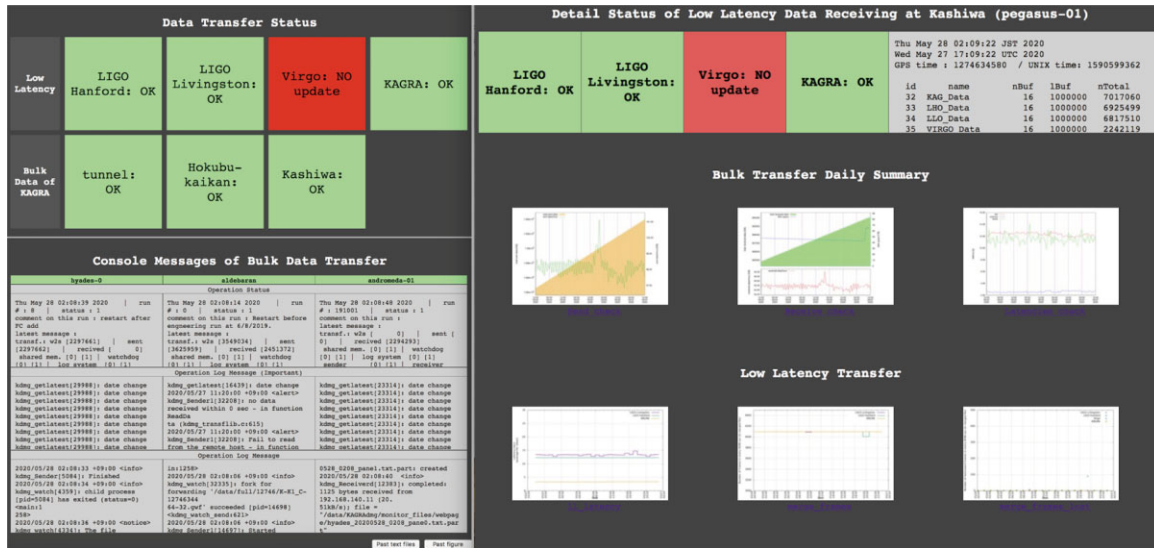 Data Transfer Status
Low
Latency
LIGO
Hanford: OK
LIGO
Livingston:
OK
Virgo: NO
update
KAGRA: OK
Bulk
Data of
KAGRA
tunnel:
OK
Hokubu-
kaikan:
OK
Kashiwa:
OK
Console Messages of Bulk Data Transfer
hyades-0
aldebaran
andromeda-01
Operation Status
Thu May 28 02:08:39 2020 | run
# : 8 | status : 1
comment on this run : restart after
PC add
latest message :
transf.: w2s [2297661] | sent
[2297662] | recived [ 0]
shared mem. [0] [1] | watchdog
[0] [1] | log system [0] [1]
Thu May 28 02:08:14 2020 | run
# : 0 | status : 1
comment on this run : Restart before
engneering run at 6/8/2019.
latest message :
transf.: w2s [3549034] | sent
[3625959] | recived [2451372]
shared mem. [0] [1] | watchdog
[0] [1] | log system [0] [1]
Thu May 28 02:08:48 2020 | run
# : 191001 | status : 1
comment on this run :
latest message :
transf.: w2s [ 0] | sent [
0] | recived [2294293]
shared mem. [0] [1] | watchdog
[0] [1] | log system [0] [1]
sender [0] [1] | receiver
Operation Log Message (Important)
kdmg_getlatest[29988]: date change
kdmg_getlatest[29988]: date change
kdmg_getlatest[29988]: date change
kdmg_getlatest[29988]: date change
kdmg_getlatest[29988]: date change
kdmg_getlatest[29988]: date change
kdmg_getlatest[29988]: date change
kdmg_getlatest[29988]: date change
kdmg_getlatest[16439]: date change
2020/05/27 11:20:00 +09:00 <alert>
kdmg_Sender1[32208]: no data
received within 0 sec - in function
ReadDa
ta (kdmg_transflib.c:615)
2020/05/27 11:20:00 +09:00 <alert>
kdmg_Sender1[32208]: Fail to read
from the remote host - in function
kdmg_getlatest[23314]: date change
kdmg_getlatest[23314]: date change
kdmg_getlatest[23314]: date change
kdmg_getlatest[23314]: date change
kdmg_getlatest[23314]: date change
kdmg_getlatest[23314]: date change
kdmg_getlatest[23314]: date change
kdmg_getlatest[23314]: date change
Operation Log Message
2020/05/28 02:08:33 +09:00 <info>
kdmg_Sender[5084]: Finished
2020/05/28 02:08:34 +09:00 <info>
kdmg_watch[4359]: child process
[pid=5084] has exited (status=0)
<main:1
258>
2020/05/28 02:08:36 +09:00 <notice>
kdmg_watch[4334]: The file
in:1258>
2020/05/28 02:08:06 +09:00 <info>
kdmg_watch[32335]: fork for
forwarding '/data/full/12746/K-K1_C-
12746344
64-32.gwf' succeeded [pid=14698]
<kdmg_watch_send:621>
2020/05/28 02:08:06 +09:00 <info>
kdmg_Sender1[14697]: Started
0528_0208_panel.txt.part: created
2020/05/28 02:08:40 <info>
kdmg_Receiverd[12383]: completed:
1125 bytes received from
192.168.140.11 (20.
51kB/s); file =
"/data/KAGRAdmg/monitor_files/webpag
e/hyades_20200528_0208_pane0.txt.par
t"
Past text files
Past figure
Detail Status of Low Latency Data Receiving at Kashiwa (pegasus-01)
LIGO
Hanford: OK
LIGO
Livingston:
OK
Virgo: NO
update
KAGRA: OK
Thu May 28 02:09:22 JST 2020
Wed May 27 17:09:22 UTC 2020
GPS time : 1274634580 / UNIX time: 1590599362
id name nBuf lBuf nTotal
32 KAG_Data 16 1000000 7017060
33 LHO_Data 16 1000000 6925499
34 LLO_Data 16 1000000 6817510
35 VIRGO_Data 16 1000000 2242119
Bulk Transfer Daily Summary
Low Latency Transfer